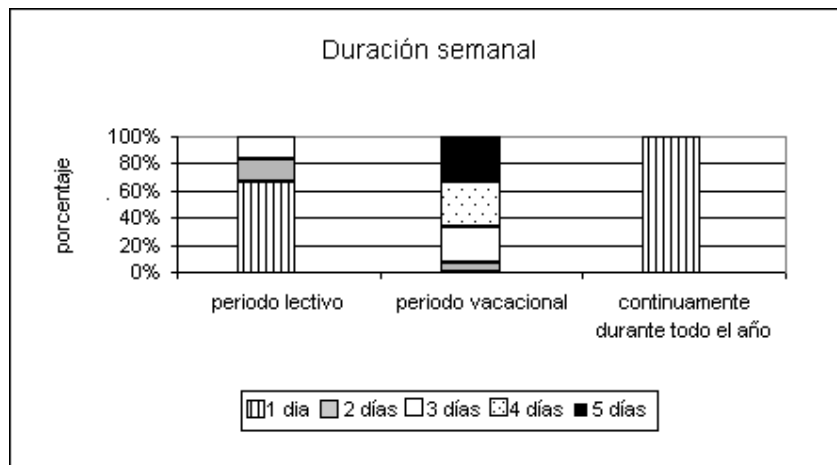 Duración semanal
porcentaje
100%
80%
60%
40%
20%
0%
periodo lectivo
periodo vacacional
continuamente
durante todo el año
1 dia 2 días 3 días 4 días 5 días